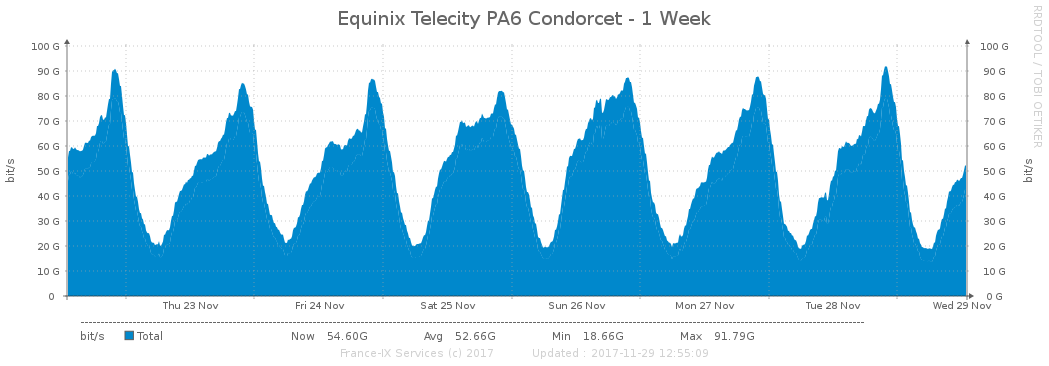 Equinix Telecity PA6 Condorcet - 1 Week
RRDTOOL / TOBI OETIKER
bit/s
bit/s
100 G 100 G
90 G 90 G
80 G 80 G
70 G 70 G
60 G 60 G
50 G 50 G
40 G 40 G
30 G 30 G
20 G 20 G
10 G 10 G
0 0 G
Thu 23 Nov Fri 24 Nov Sat 25 Nov Sun 26 Nov Mon 27 Nov Tue 28 Nov Wed 29 Nov
bit/s Total Now 54.60G Avg 52.66G Min 18.66G Max 91.79G
France-IX Services (c) 2017 Updated : 2017-11-29 12:55:09